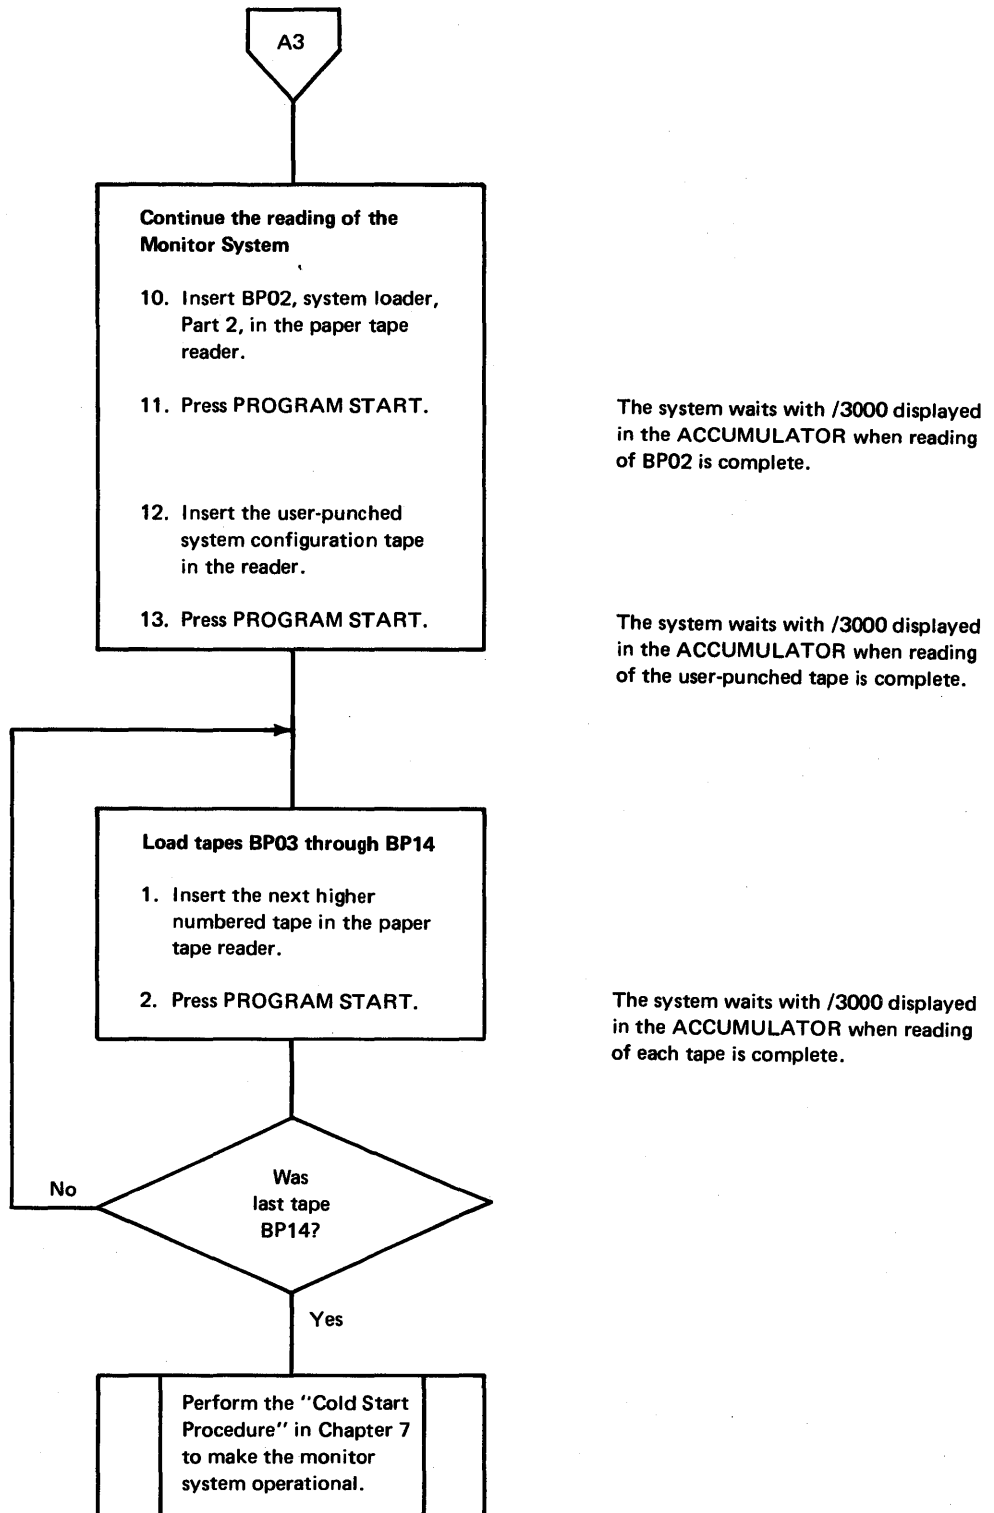 A3
Continue the reading of the
Monitor System
10. Insert BP02, system loader,
Part 2, in the paper tape
reader.
11. Press PROGRAM START.
The system waits with /3000 displayed
in the ACCUMULATOR when reading
of BP02 is complete.
12. Insert the user-punched
system configuration tape
in the reader.
13. Press PROGRAM START.
The system waits with /3000 displayed
in the ACCUMULATOR when reading
of the user-punched tape is complete.
Load tapes BP03 through BP14
1. Insert the next higher
numbered tape in the paper
tape reader.
2. Press PROGRAM START.
The system waits with /3000 displayed
in the ACCUMULATOR when reading
of each tape is complete.
Was
last tape
BP14?
No
Yes
Perform the "Cold Start
Procedure" in Chapter 7
to make the monitor
system operational.